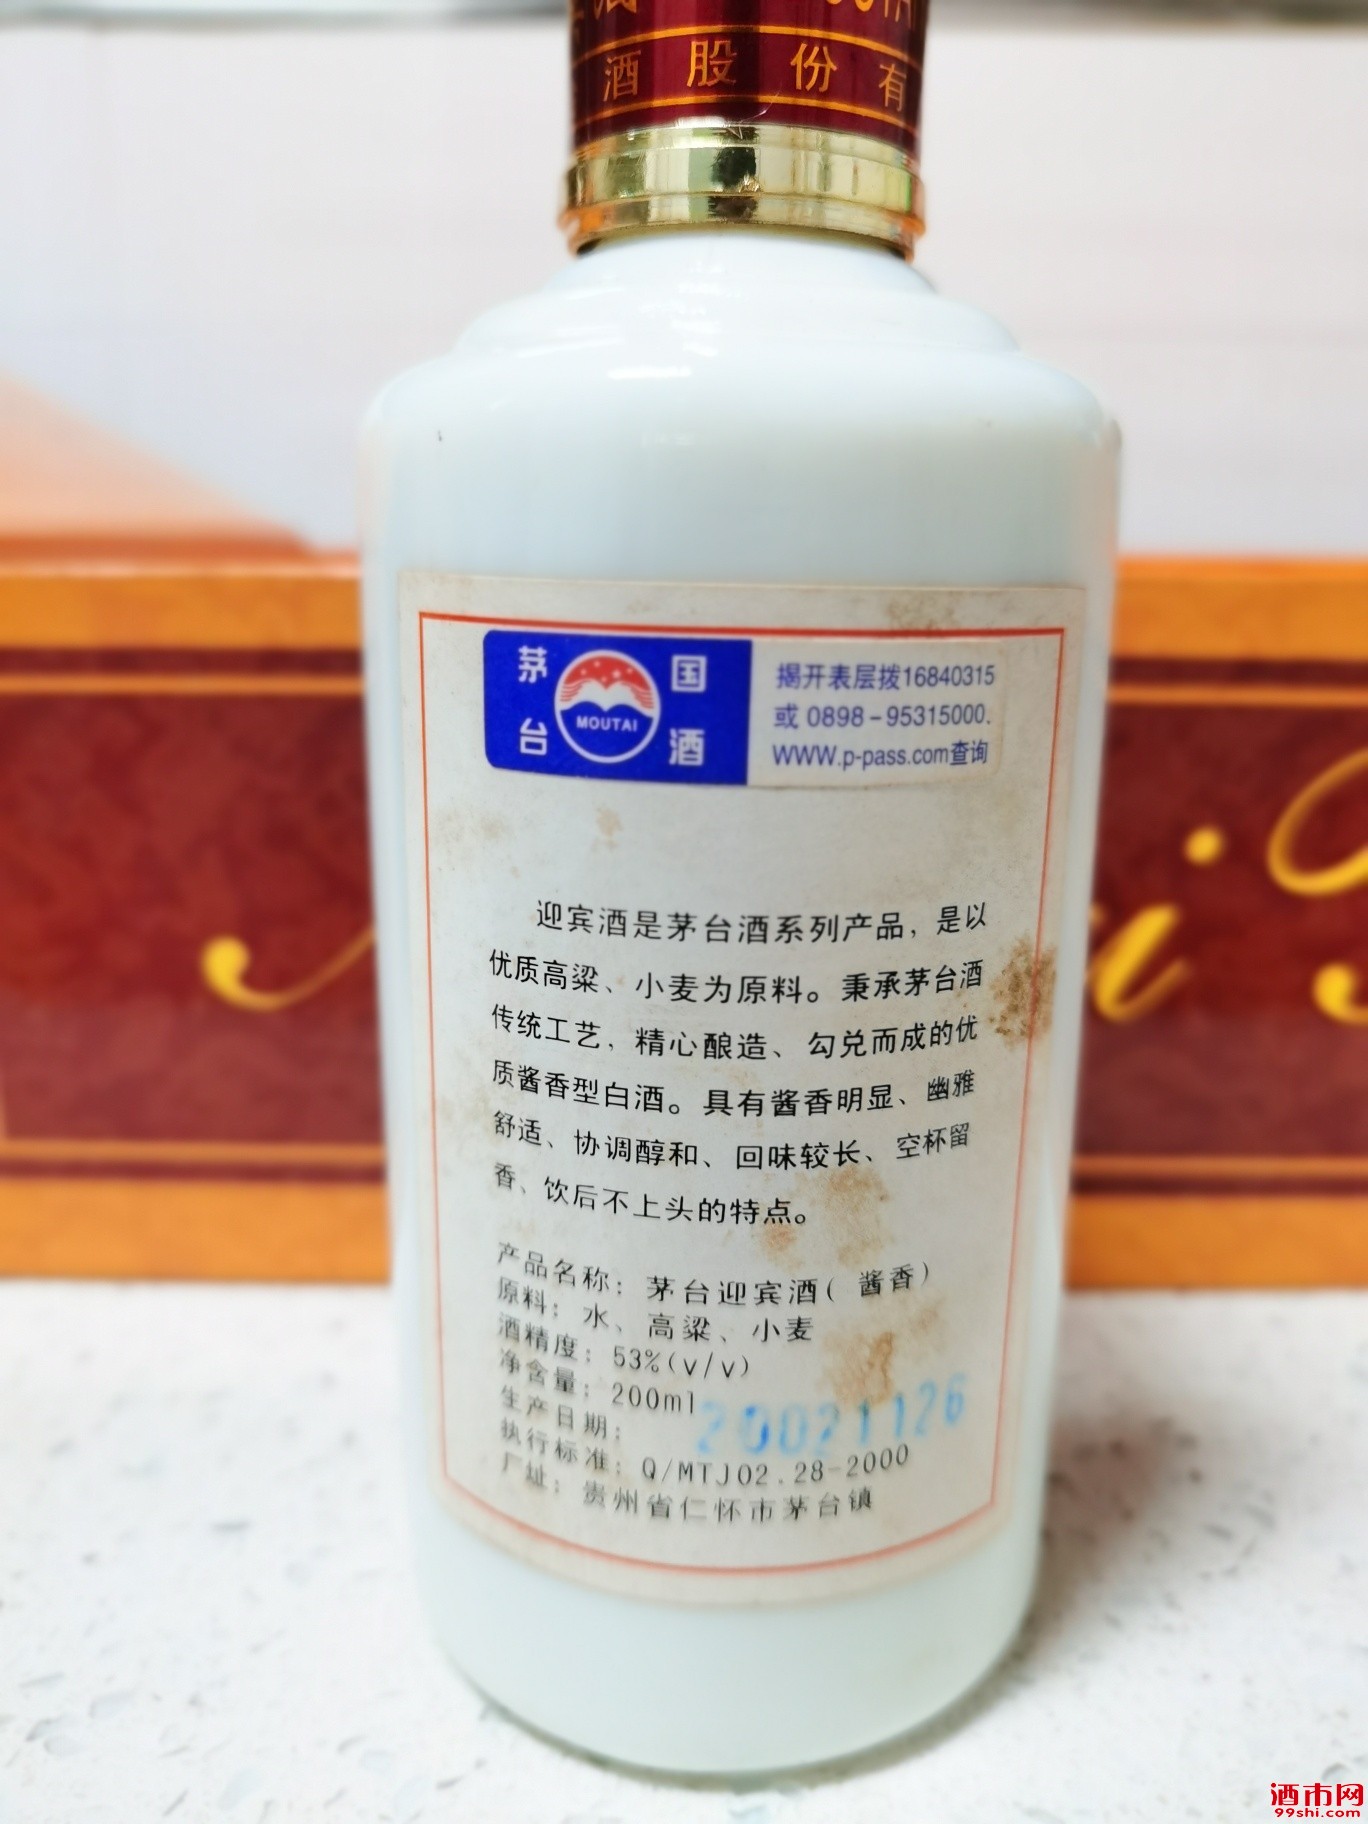 酒股份有
茅台
MOUTAI
国酒
揭开表层拨16840315
或 0898-95315000.
WWW.p-pass.com查询
迎宾酒是茅台酒系列产品，是以
优质高粱、小麦为原料。秉承茅台酒
传统工艺，精心酿造、勾兑而成的优
质酱香型白酒。具有酱香明显、幽雅
舒适、协调醇和、回味较长、空杯留
香、饮后不上头的特点。
产品名称：茅台迎宾酒（酱香）
原料：水、高粱、小麦
酒精度：53%(v/v)
净含量：200ml
生产日期：20021126
执行标准：Q/MTJ02.28-2000
厂址：贵州省仁怀市茅台镇
酒市网
99shi.com